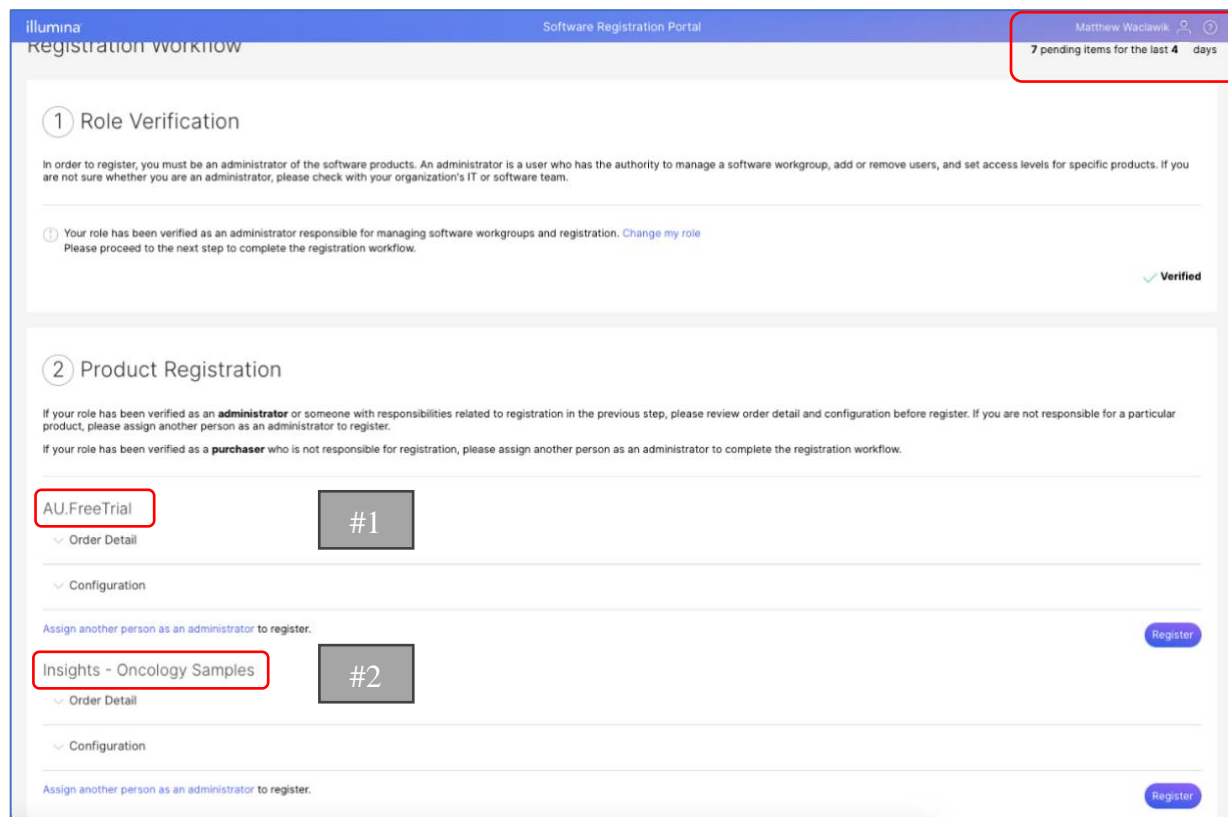 illumina
Software Registration Portal
Matthew Waclawik
Registration Workflow
7 pending items for the last 4 days
1 Role Verification
In order to register, you must be an administrator of the software products. An administrator is a user who has the authority to manage a software workgroup, add or remove users, and set access levels for specific products. If you
are not sure whether you are an administrator, please check with your organization's IT or software team.
Your role has been verified as an administrator responsible for managing software workgroups and registration. Change my role
Please proceed to the next step to complete the registration workflow.
Verified
2 Product Registration
If your role has been verified as an administrator or someone with responsibilities related to registration in the previous step, please review order detail and configuration before register. If you are not responsible for a particular
product, please assign another person as an administrator to register.
If your role has been verified as a purchaser who is not responsible for registration, please assign another person as an administrator to complete the registration workflow.
AU.FreeTrial
#1
Order Detail
Configuration
Assign another person as an administrator to register.
Register
Insights - Oncology Samples
#2
Order Detail
Configuration
Assign another person as an administrator to register.
Register